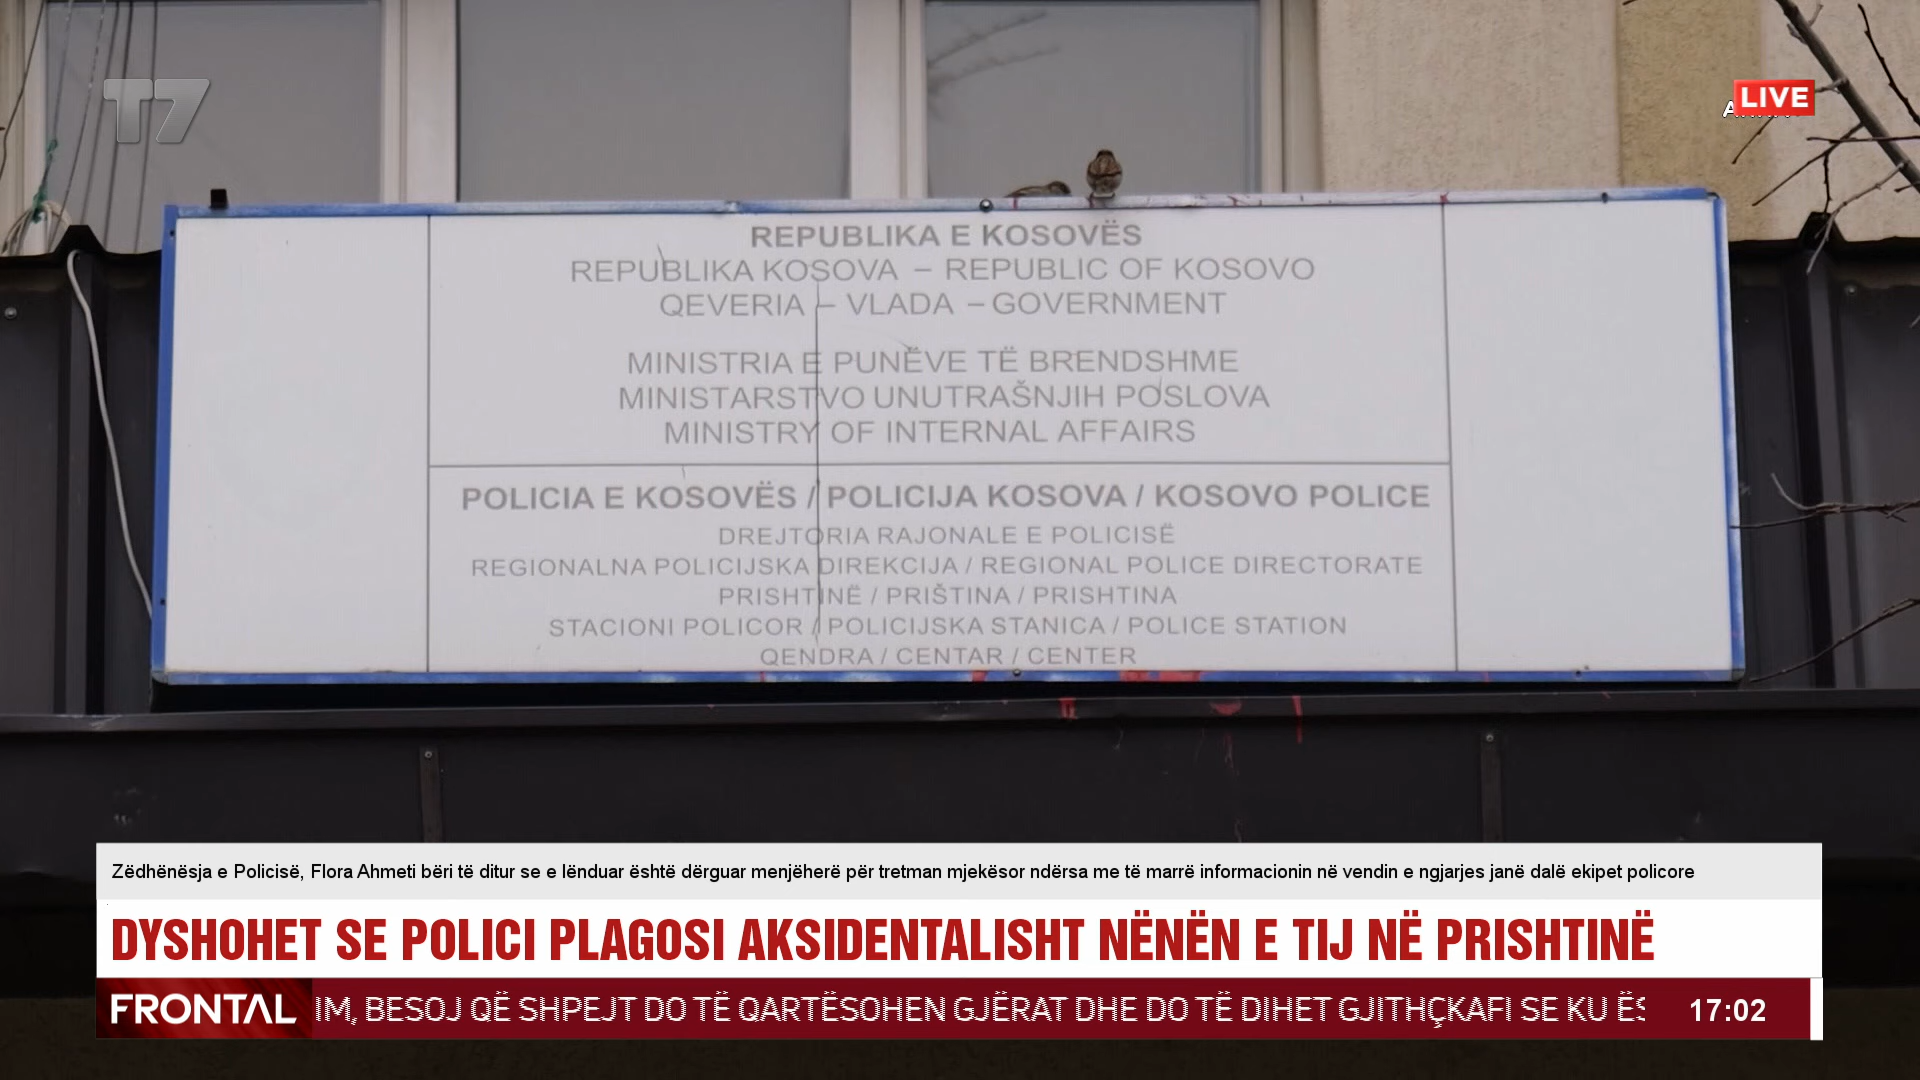 T7
LIVE
REPUBLIKA E KOSOVËS
REPUBLIKA KOSOVA – REPUBLIC OF KOSOVO
QEVERIA – VLADA – GOVERNMENT
MINISTRIA E PUNËVE TË BRENDSHME
MINISTARSTVO UNUTRAŠNJIH POSLOVA
MINISTRY OF INTERNAL AFFAIRS
POLICIA E KOSOVËS / POLICIJA KOSOVA / KOSOVO POLICE
DREJTORIA RAJONALE E POLICISË
REGIONALNA POLICIJSKA DIREKCIJA / REGIONAL POLICE DIRECTORATE
PRISHTINË / PRIŠTINA / PRISHTINA
STACIONI POLICOR / POLICIJSKA STANICA / POLICE STATION
QENDRA / CENTAR / CENTER
Zëdhënësja e Policisë, Flora Ahmeti bëri të ditur se e lënduar është dërguar menjëherë për tretman mjekësor ndërsa me të marrë informacionin në vendin e ngjarjes janë dalë ekipet policore
DYSHOHET SE POLICI PLAGOSI AKSIDENTALISHT NËNËN E TIJ NË PRISHTINË
FRONTAL
IM, BESOJ QË SHPEJT DO TË QARTËSOHEN GJËRAT DHE DO TË DIHET GJITHÇKAFI SE KU ËS
17:02